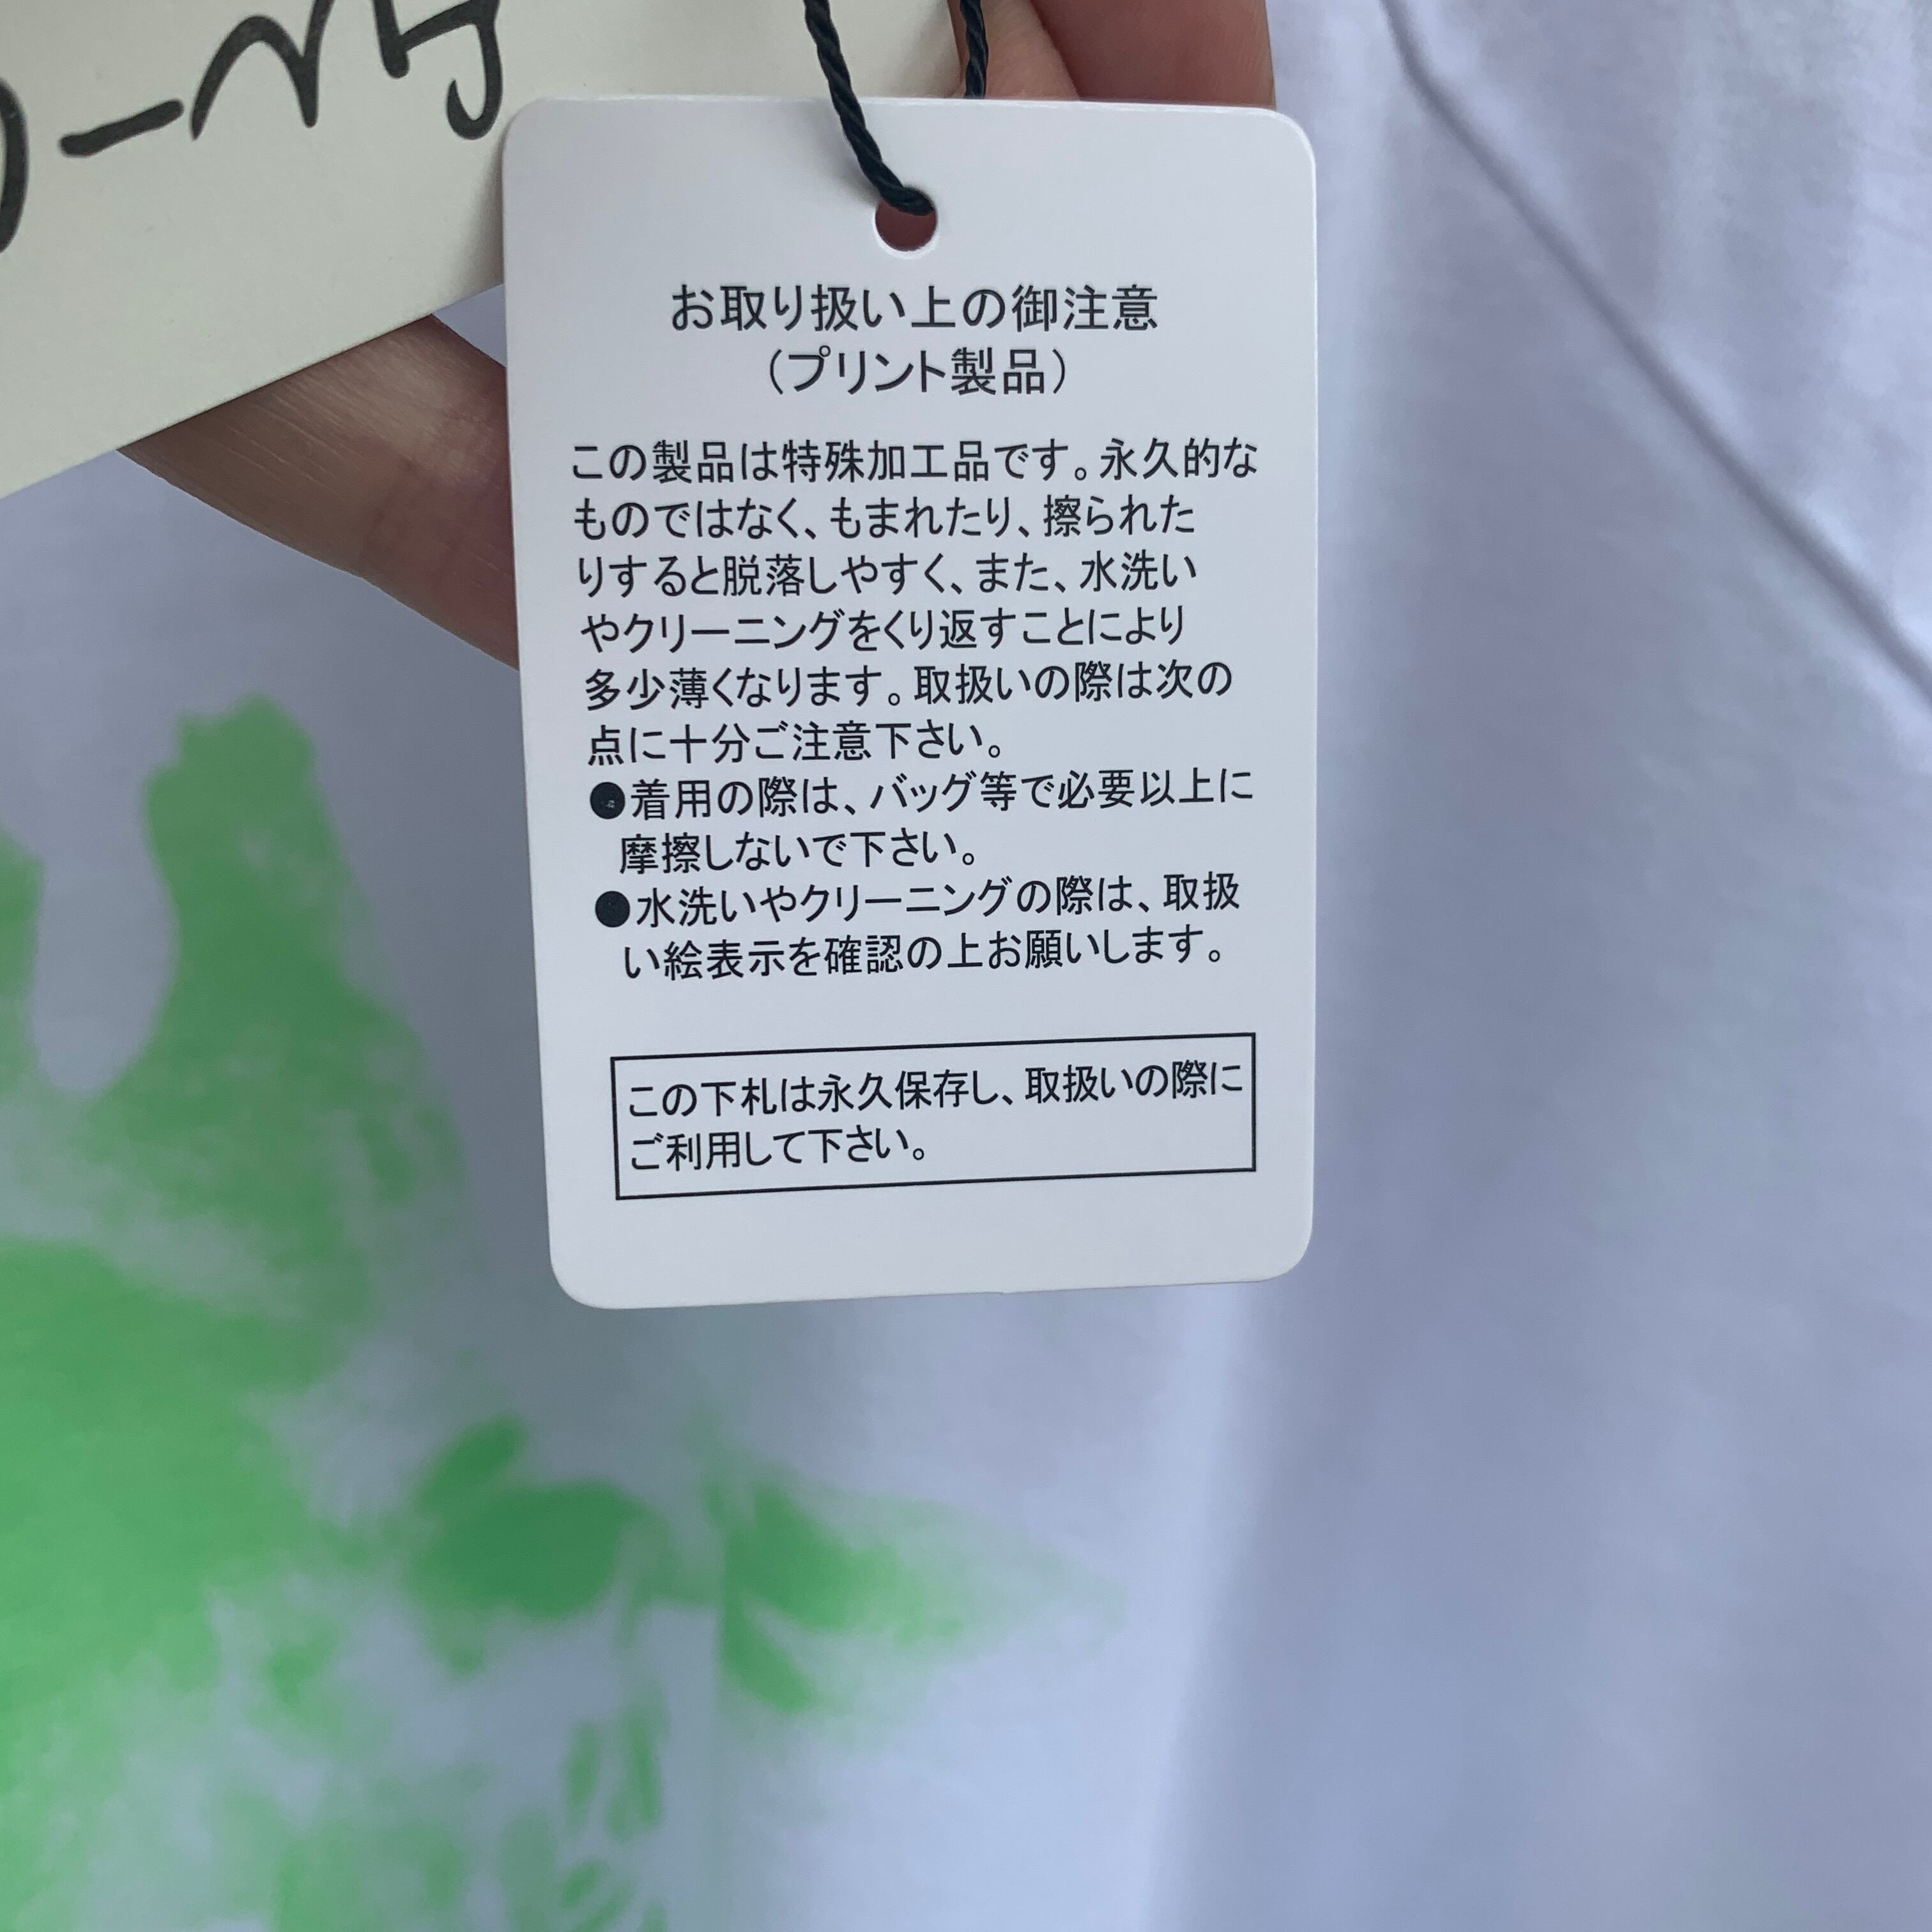 お取り扱い上の御注意
（プリント製品）
この製品は特殊加工品です。永久的な
ものではなく、もまれたり、擦られた
りすると脱落しやすく、また、水洗い
やクリーニングをくり返すことにより
多少薄くなります。取扱いの際は次の
点に十分ご注意下さい。
●着用の際は、バッグ等で必要以上に
摩擦しないで下さい。
●水洗いやクリーニングの際は、取扱
い絵表示を確認の上お願いします。
この下札は永久保存し、取扱いの際に
ご利用して下さい。